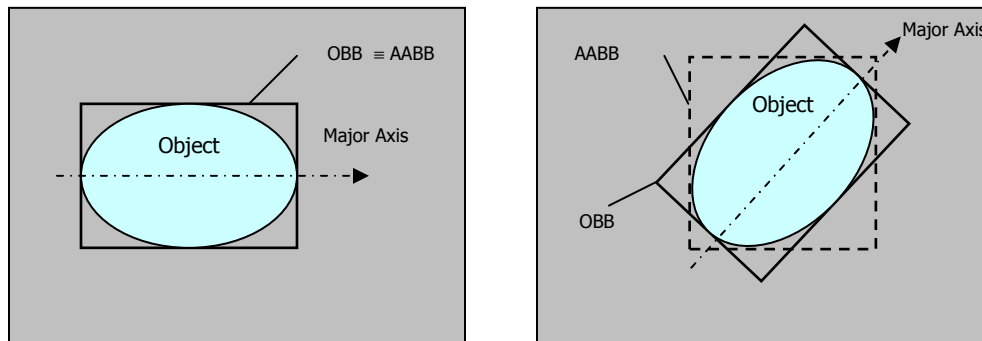 OBB ≡ AABB
Object
Major Axis
Major Axis
AABB
Object
OBB